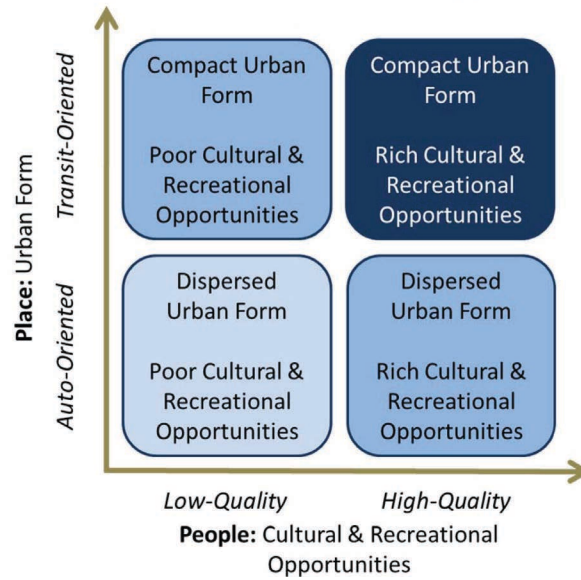 Place: Urban Form
Transit-Oriented
Auto-Oriented
Compact Urban
Form
Poor Cultural &
Recreational
Opportunities
Compact Urban
Form
Rich Cultural &
Recreational
Opportunities
Dispersed
Urban Form
Poor Cultural &
Recreational
Opportunities
Dispersed
Urban Form
Rich Cultural &
Recreational
Opportunities
Low-Quality
High-Quality
People: Cultural & Recreational
Opportunities